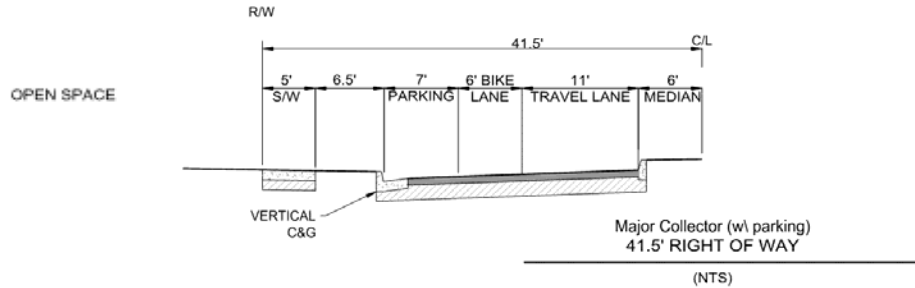 R/W
41.5'
C/L
5'
6.5'
7'
6' BIKE
11'
6'
OPEN SPACE
S/W
PARKING
LANE
TRAVEL LANE
MEDIAN
VERTICAL
C&G
Major Collector (w\ parking)
41.5' RIGHT OF WAY
(NTS)